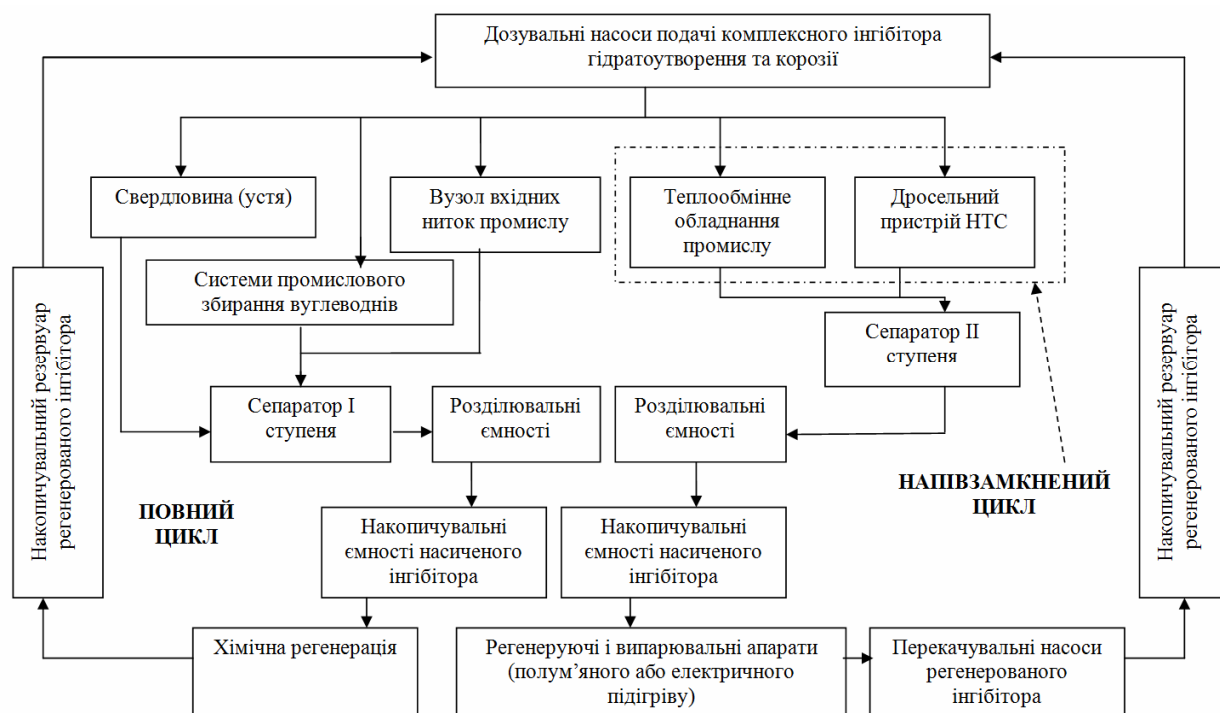 Дозувальні насоси подачі комплексного інгібітора
гідратоутворення та корозії
Свердловина (устя)
Вузол вхідних
ниток промислу
Теплообмінне
обладнання
промислу
Дросельний
пристрій НТС
Системи промислового
збирання вуглеводнів
Сепаратор ІІ
ступеня
Накопичувальний резервуар
регенерованого інгібітора
Накопичувальний резервуар
регенерованого інгібітора
Сепаратор І
ступеня
Розділювальні
ємності
Розділювальні
ємності
НАПІВЗАМКНЕНИЙ
ЦИКЛ
ПОВНИЙ
ЦИКЛ
Накопичувальні
ємності насиченого
інгібітора
Накопичувальні
ємності насиченого
інгібітора
Хімічна регенерація
Регенеруючі і випарювальні апарати
(полум’яного або електричного
підігріву)
Перекачувальні насоси
регенерованого
інгібітора